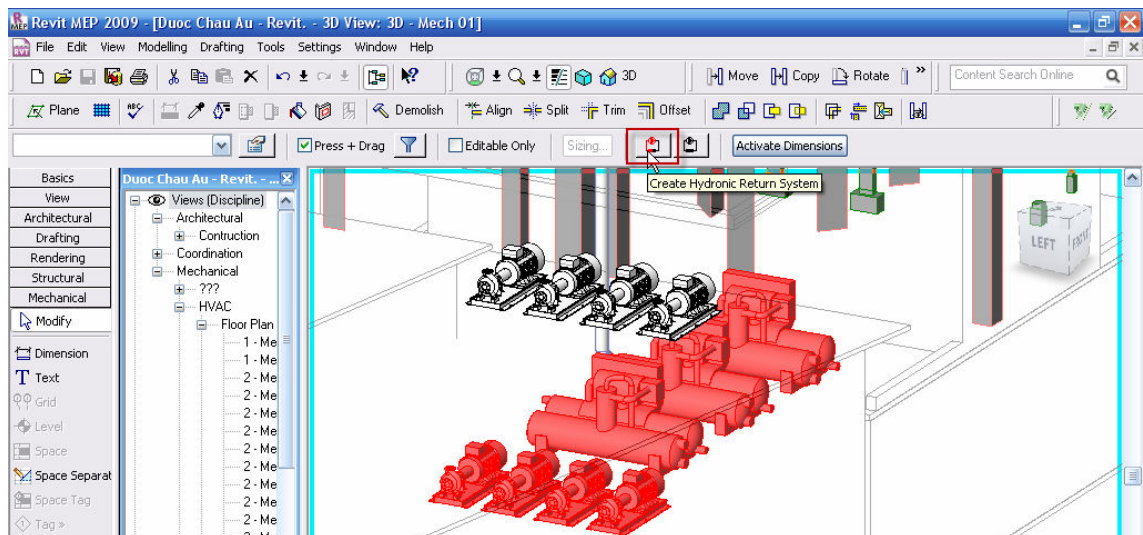 Revit MEP 2009 - [Duoc Chau Au - Revit. - 3D View: 3D - Mech 01]
File Edit View Modelling Drafting Tools Settings Window Help
3D Move Copy Rotate » Content Search Online
Plane Demolish Align Split Trim Offset
Press + Drag Editable Only Sizing... Activate Dimensions
Create Hydronic Return System
Basics
View
Architectural
Drafting
Rendering
Structural
Mechanical
Modify
Dimension
Text
Grid
Level
Space
Space Separat
Space Tag
Tag »
Duoc Chau Au - Revit. - ...
Views (Discipline)
Architectural
Contruction
Coordination
Mechanical
???
HVAC
Floor Plan
1 - Me
1 - Me
2 - Me
2 - Me
2 - Me
2 - Me
2 - Me
2 - Me
2 - Me
2 - Me
2 - Me
LEFT